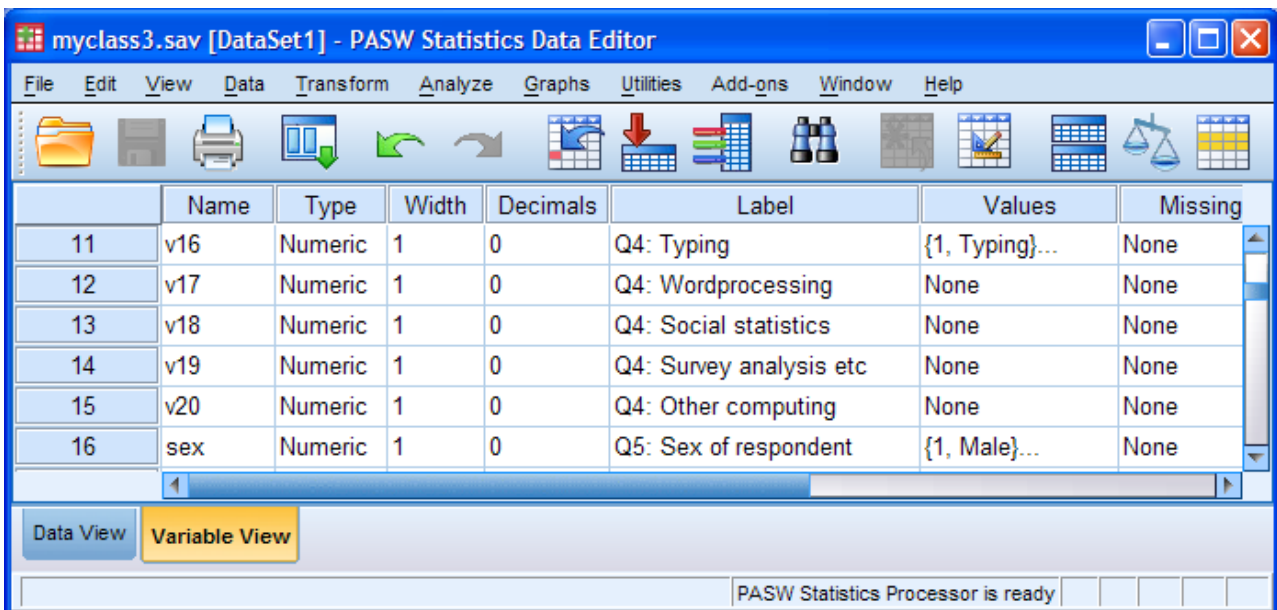 myclass3.sav [DataSet1] - PASW Statistics Data Editor
File Edit View Data Transform Analyze Graphs Utilities Add-ons Window Help
Name Type Width Decimals Label Values Missing
11 v16 Numeric 1 0 Q4: Typing {1, Typing}... None
12 v17 Numeric 1 0 Q4: Wordprocessing None None
13 v18 Numeric 1 0 Q4: Social statistics None None
14 v19 Numeric 1 0 Q4: Survey analysis etc None None
15 v20 Numeric 1 0 Q4: Other computing None None
16 sex Numeric 1 0 Q5: Sex of respondent {1, Male}... None
Data View Variable View
PASW Statistics Processor is ready